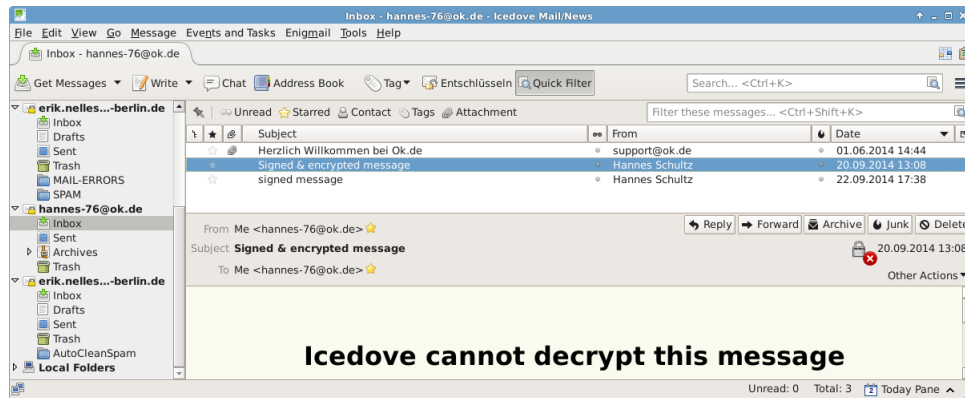 Inbox - hannes-76@ok.de - Icedove Mail/News
File Edit View Go Message Events and Tasks Enigmail Tools Help
Inbox - hannes-76@ok.de
Get Messages Write Chat Address Book Tag Entschlüsseln Quick Filter Search... <Ctrl+K>
erik.nelles...-berlin.de
Inbox
Drafts
Sent
Trash
MAIL-ERRORS
SPAM
hannes-76@ok.de
Inbox
Sent
Archives
Trash
erik.nelles...-berlin.de
Inbox
Drafts
Sent
Trash
AutoCleanSpam
Local Folders
Unread Starred Contact Tags Attachment Filter these messages... <Ctrl+Shift+K>
Subject From Date
Herzlich Willkommen bei Ok.de support@ok.de 01.06.2014 14:44
Signed & encrypted message Hannes Schultz 20.09.2014 13:08
signed message Hannes Schultz 22.09.2014 17:38
From Me <hannes-76@ok.de> Reply Forward Archive Junk Delete
Subject Signed & encrypted message 20.09.2014 13:08
To Me <hannes-76@ok.de>
Other Actions
Icedove cannot decrypt this message
Unread: 0 Total: 3 2 Today Pane